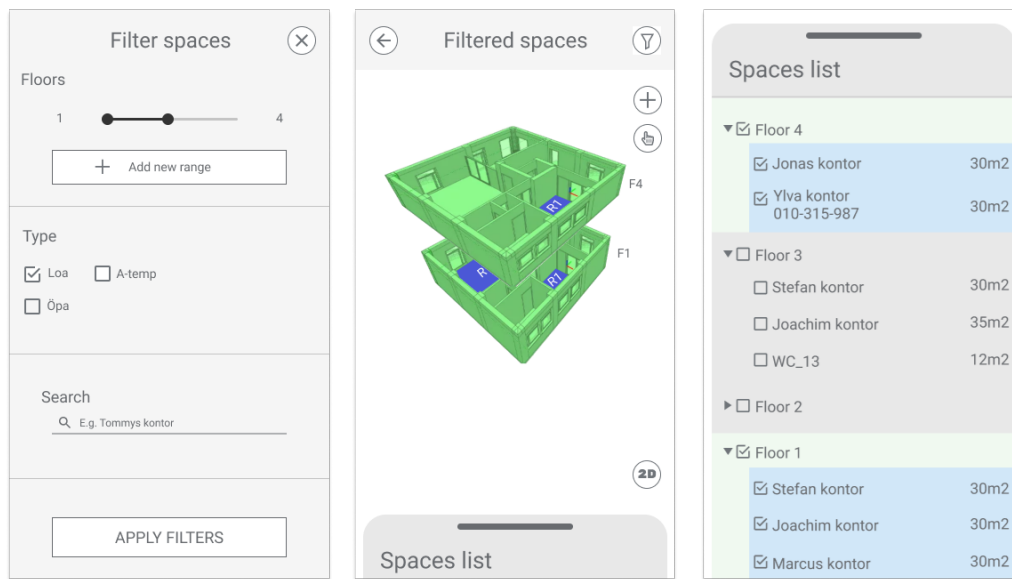 Filter spaces
Floors
1
4
Add new range
Type
Loa
A-temp
Öpa
Search
E.g. Tommys kontor
APPLY FILTERS
Filtered spaces
F4
R1
F1
R
R1
2D
Spaces list
Spaces list
Floor 4
Jonas kontor 30m2
Ylva kontor
010-315-987 30m2
Floor 3
Stefan kontor 30m2
Joachim kontor 35m2
WC_13 12m2
Floor 2
Floor 1
Stefan kontor 30m2
Joachim kontor 30m2
Marcus kontor 30m2